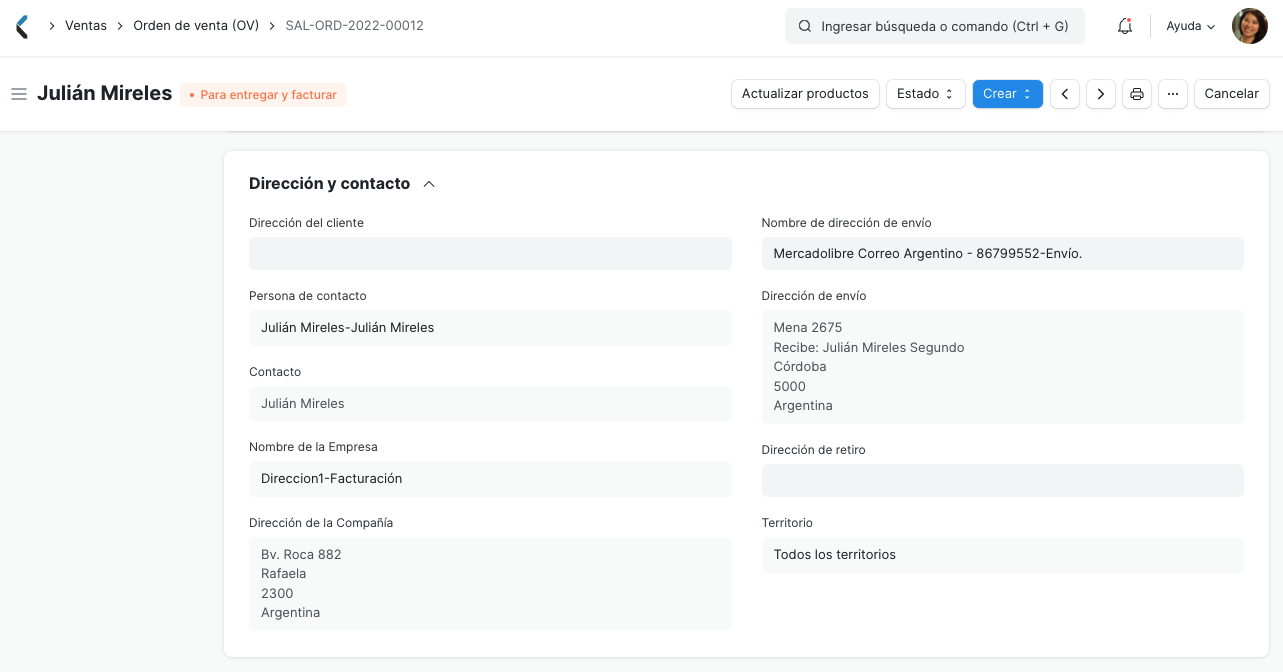 Ventas
Orden de venta (OV)
SAL-ORD-2022-00012
Ingresar búsqueda o comando (Ctrl + G)
Ayuda
Julián Mireles
Para entregar y facturar
Actualizar productos
Estado
Crear
Cancelar
Dirección y contacto
Dirección del cliente
Persona de contacto
Julián Mireles-Julián Mireles
Contacto
Julián Mireles
Nombre de la Empresa
Direccion1-Facturación
Dirección de la Compañía
Bv. Roca 882
Rafaela
2300
Argentina
Nombre de dirección de envío
Mercadolibre Correo Argentino - 86799552-Envío.
Dirección de envío
Mena 2675
Recibe: Julián Mireles Segundo
Córdoba
5000
Argentina
Dirección de retiro
Territorio
Todos los territorios